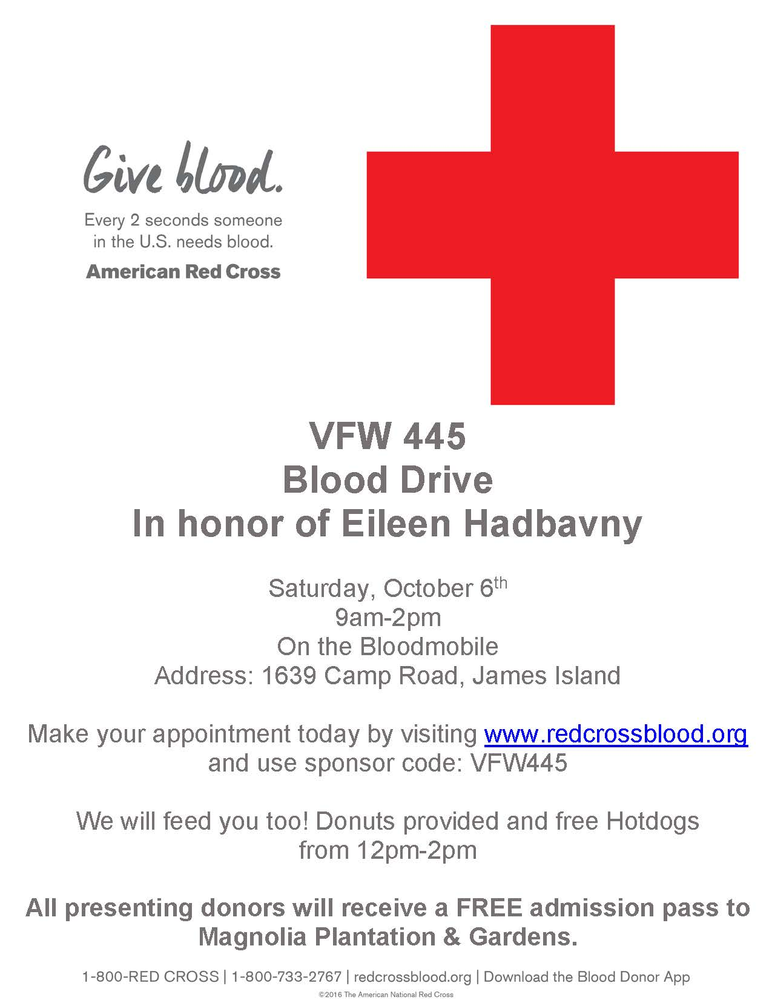 Give blood.
Every 2 seconds someone
in the U.S. needs blood.
American Red Cross
VFW 445
Blood Drive
In honor of Eileen Hadbavny
Saturday, October 6th
9am-2pm
On the Bloodmobile
Address: 1639 Camp Road, James Island
Make your appointment today by visiting www.redcrossblood.org
and use sponsor code: VFW445
We will feed you too! Donuts provided and free Hotdogs
from 12pm-2pm
All presenting donors will receive a FREE admission pass to
Magnolia Plantation & Gardens.
1-800-RED CROSS | 1-800-733-2767 | redcrossblood.org | Download the Blood Donor App
©2016 The American National Red Cross